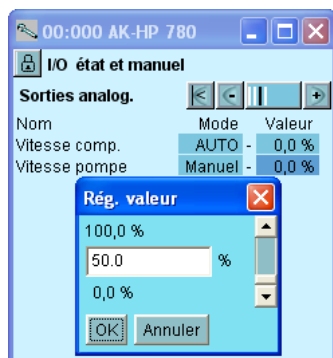 00:000 AK-HP 780
I/O état et manuel
Sorties analog.
Nom Mode Valeur
Vitesse comp. AUTO - 0,0 %
Vitesse pompe Manuel - 0,0 %
Rég. valeur
100,0 %
50.0 %
0,0 %
OK Annuler